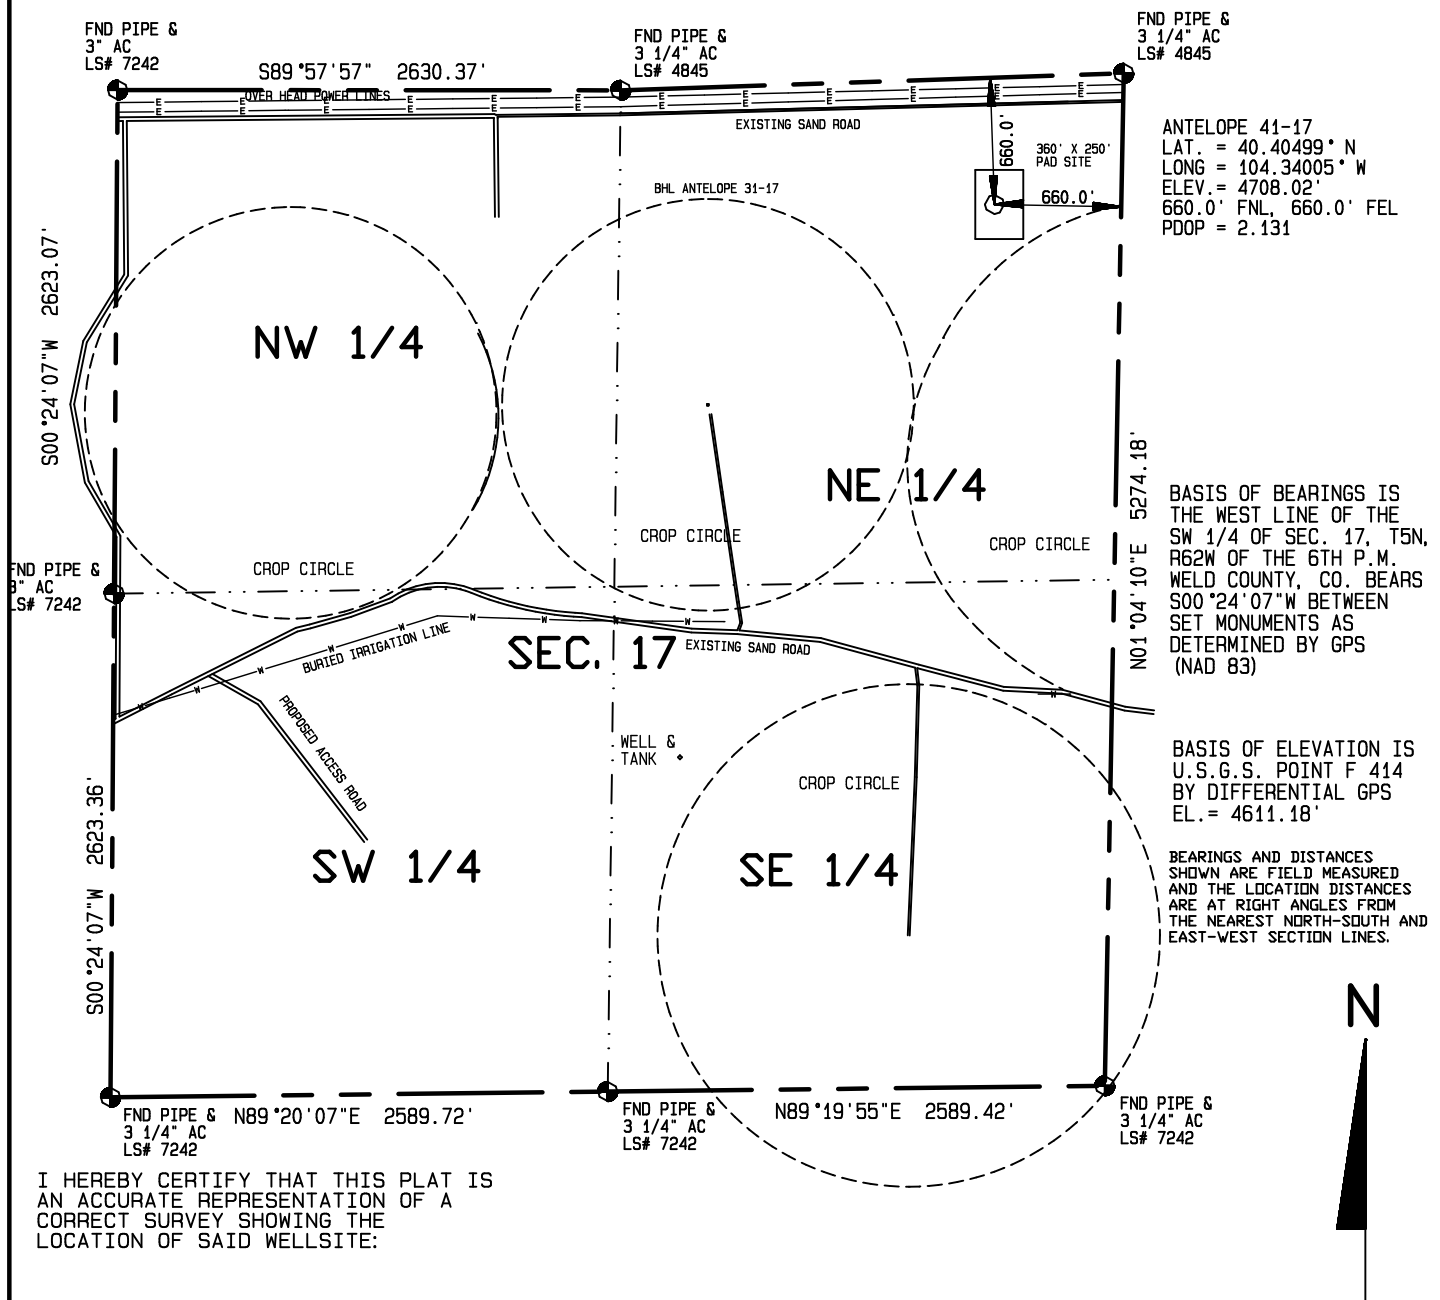 FND PIPE &
3" AC
LS# 7242
S89°57'57" 2630.37'
FND PIPE &
3 1/4" AC
LS# 4845
FND PIPE &
3 1/4" AC
LS# 4845
OVER HEAD POWER LINES
E E E E E E E E E E E E
E E E E E E E E E E E E
EXISTING SAND ROAD
660.0'
360' X 250'
PAD SITE
660.0'
ANTELOPE 41-17
LAT. = 40.40499° N
LONG = 104.34005° W
ELEV.= 4708.02'
660.0' FNL, 660.0' FEL
PDOP = 2.131
BHL ANTELOPE 31-17
S00°24'07"W 2623.07'
NW 1/4
NE 1/4
N01°04'10"E 5274.18'
BASIS OF BEARINGS IS
THE WEST LINE OF THE
SW 1/4 OF SEC. 17, T5N,
R62W OF THE 6TH P.M.
WELD COUNTY, CO. BEARS
S00°24'07"W BETWEEN
SET MONUMENTS AS
DETERMINED BY GPS
(NAD 83)
CROP CIRCLE
CROP CIRCLE
CROP CIRCLE
FND PIPE &
3" AC
LS# 7242
W W W W W W W W W
BURIED IRRIGATION LINE
SEC. 17
EXISTING SAND ROAD
W
PROPOSED ACCESS ROAD
WELL &
TANK
CROP CIRCLE
BASIS OF ELEVATION IS
U.S.G.S. POINT F 414
BY DIFFERENTIAL GPS
EL.= 4611.18'
S00°24'07"W 2623.36'
SW 1/4
SE 1/4
BEARINGS AND DISTANCES
SHOWN ARE FIELD MEASURED
AND THE LOCATION DISTANCES
ARE AT RIGHT ANGLES FROM
THE NEAREST NORTH-SOUTH AND
EAST-WEST SECTION LINES.
N
FND PIPE &
3 1/4" AC
LS# 7242
N89°20'07"E 2589.72'
FND PIPE &
3 1/4" AC
LS# 7242
N89°19'55"E 2589.42'
FND PIPE &
3 1/4" AC
LS# 7242
I HEREBY CERTIFY THAT THIS PLAT IS
AN ACCURATE REPRESENTATION OF A
CORRECT SURVEY SHOWING THE
LOCATION OF SAID WELLSITE: